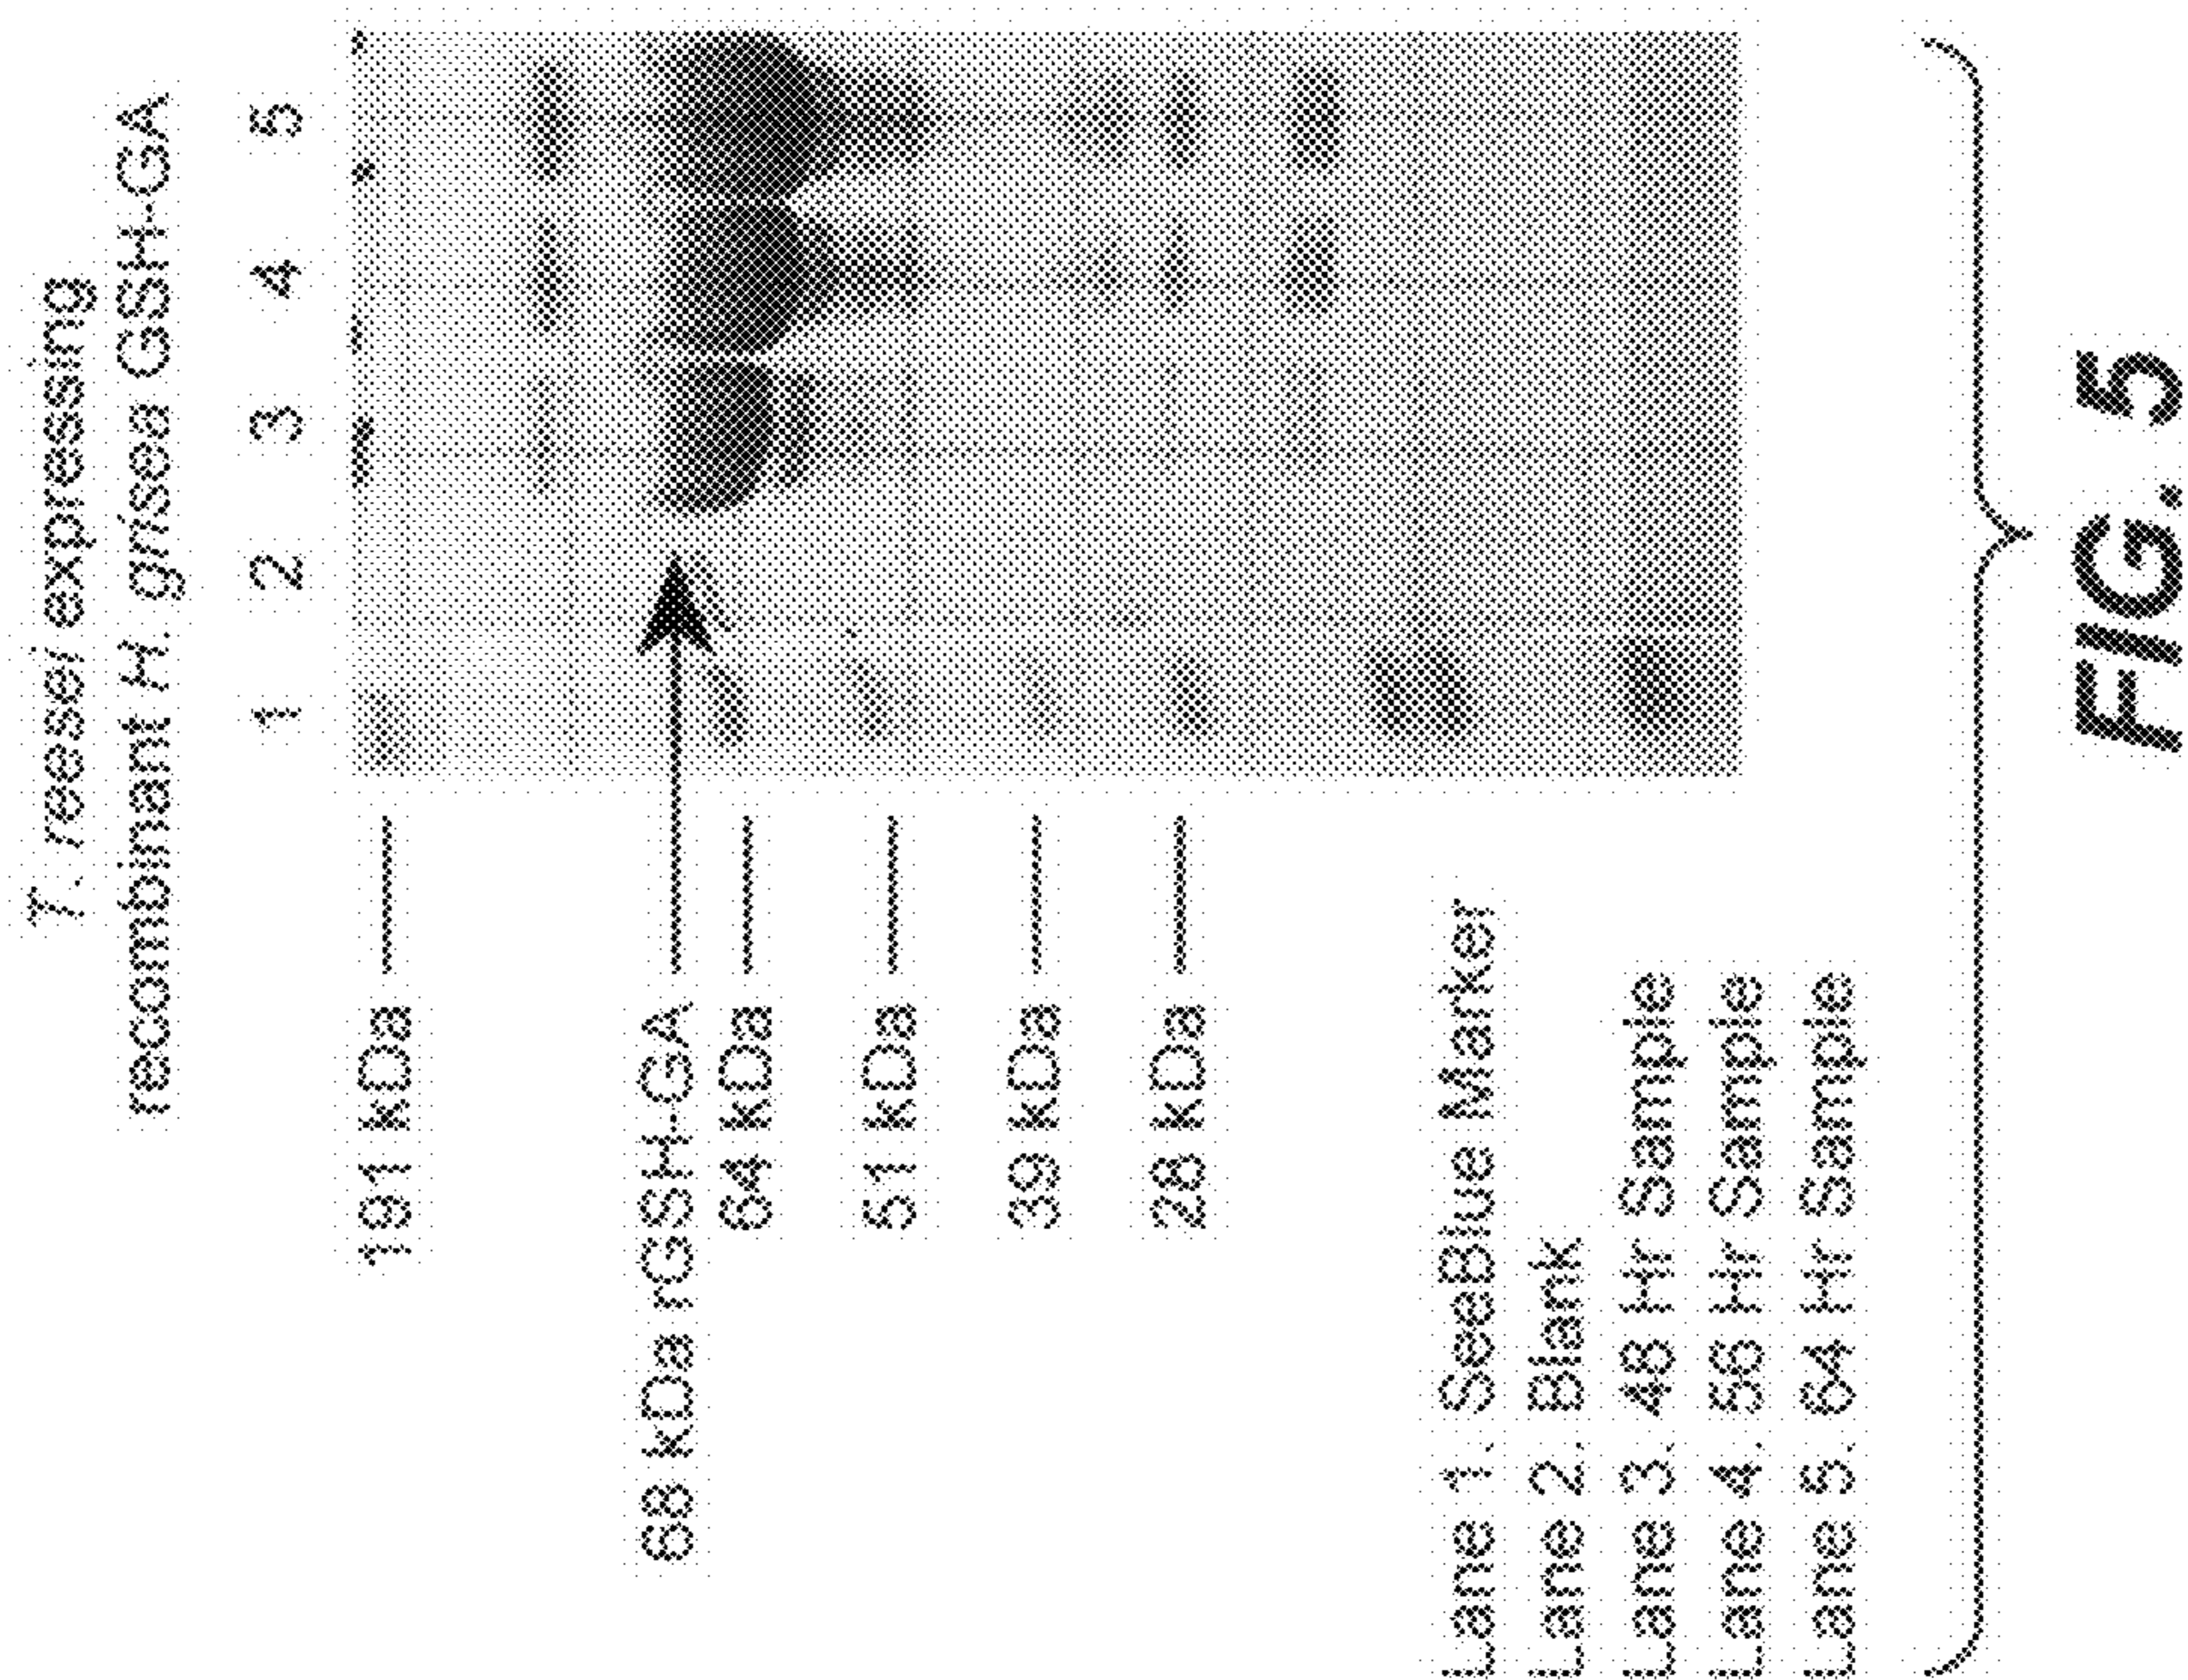 T. reesei expressing
recombinant H. grisea GSH-GA
1 2 3 4 5
191 kDa
68 kDa rGSH-GA
64 kDa
51 kDa
39 kDa
28 kDa
Lane 1. SeeBlue Marker
Lane 2. Blank
Lane 3. 48 Hr Sample
Lane 4. 56 Hr Sample
Lane 5. 64 Hr Sample
FIG. 5